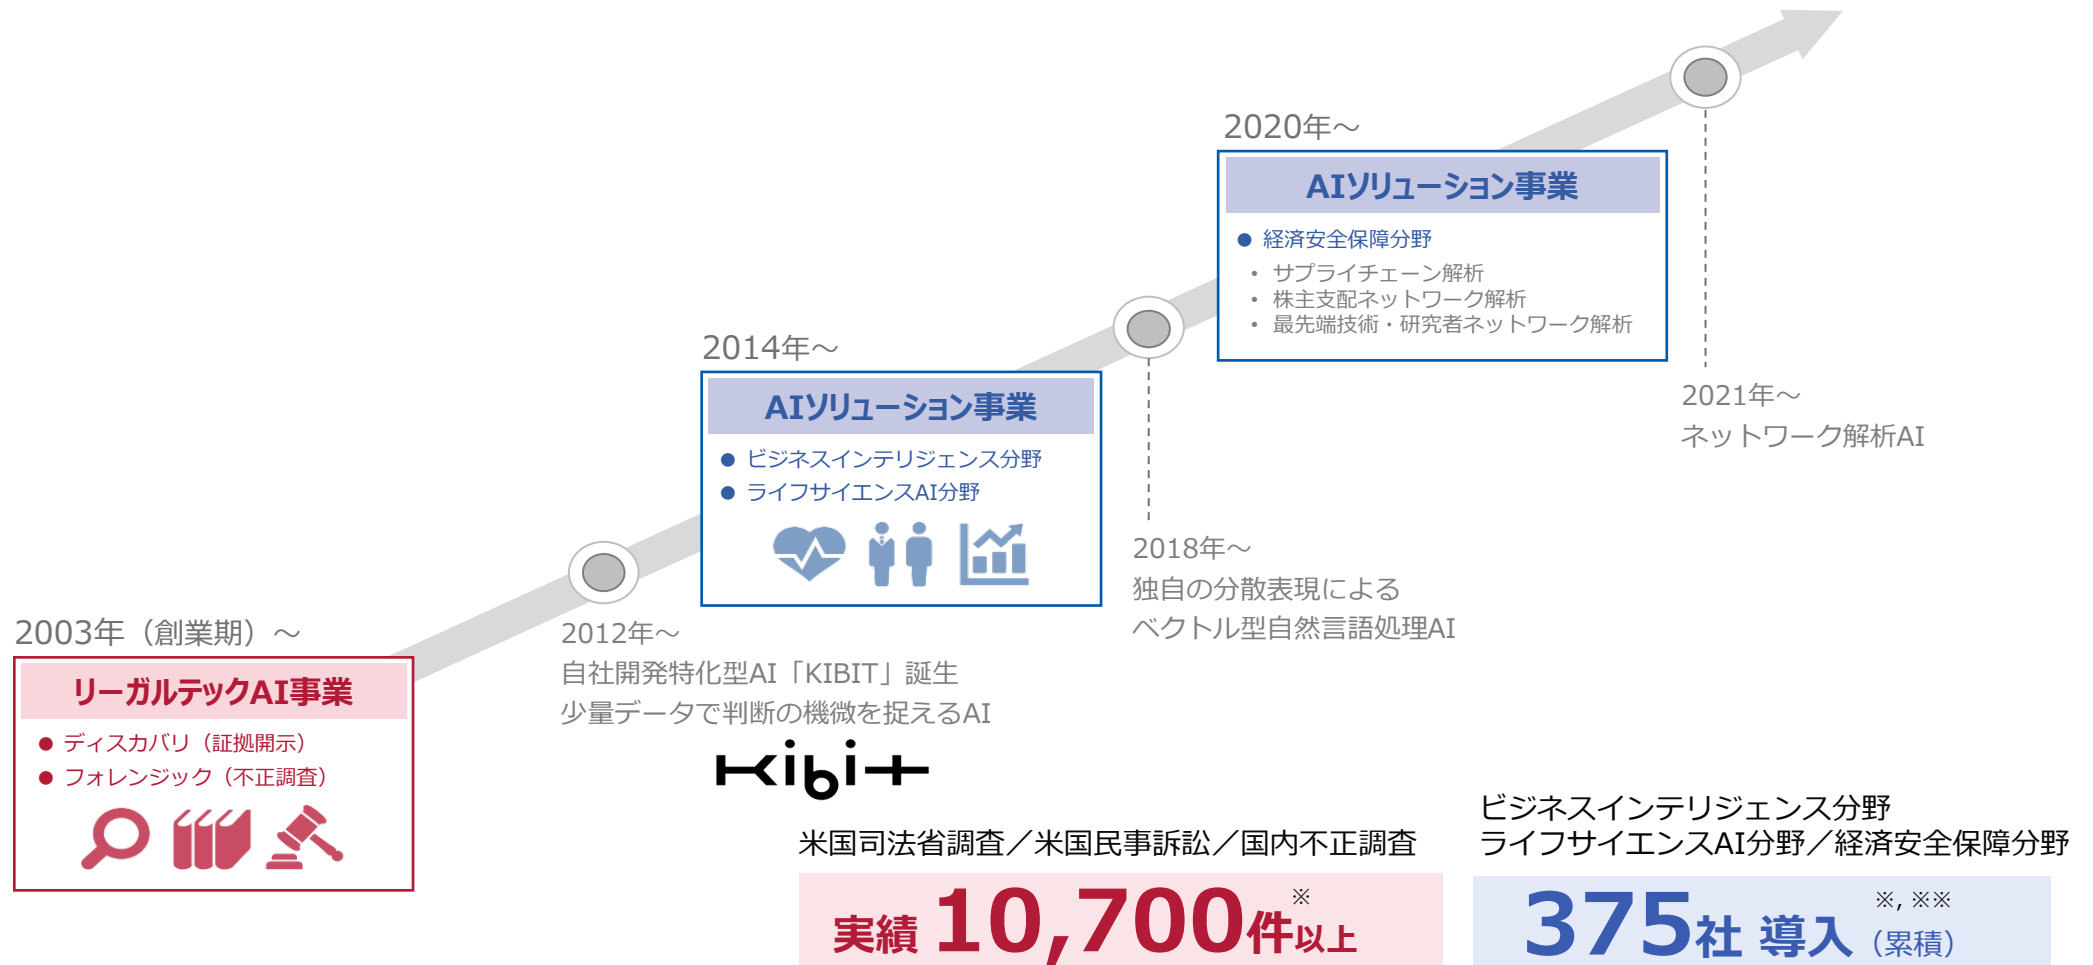 2003年（創業期）～
リーガルテックAI事業
● ディスカバリ（証拠開示）
● フォレンジック（不正調査）
2012年～
自社開発特化型AI「KIBIT」誕生
少量データで判断の機微を捉えるAI
kibit
2014年～
AIソリューション事業
● ビジネスインテリジェンス分野
● ライフサイエンスAI分野
2018年～
独自の分散表現による
ベクトル型自然言語処理AI
2020年～
AIソリューション事業
● 経済安全保障分野
• サプライチェーン解析
• 株主支配ネットワーク解析
• 最先端技術・研究者ネットワーク解析
2021年～
ネットワーク解析AI
米国司法省調査／米国民事訴訟／国内不正調査
実績 10,700件以上※
ビジネスインテリジェンス分野
ライフサイエンスAI分野／経済安全保障分野
375社 導入（累積）※, ※※